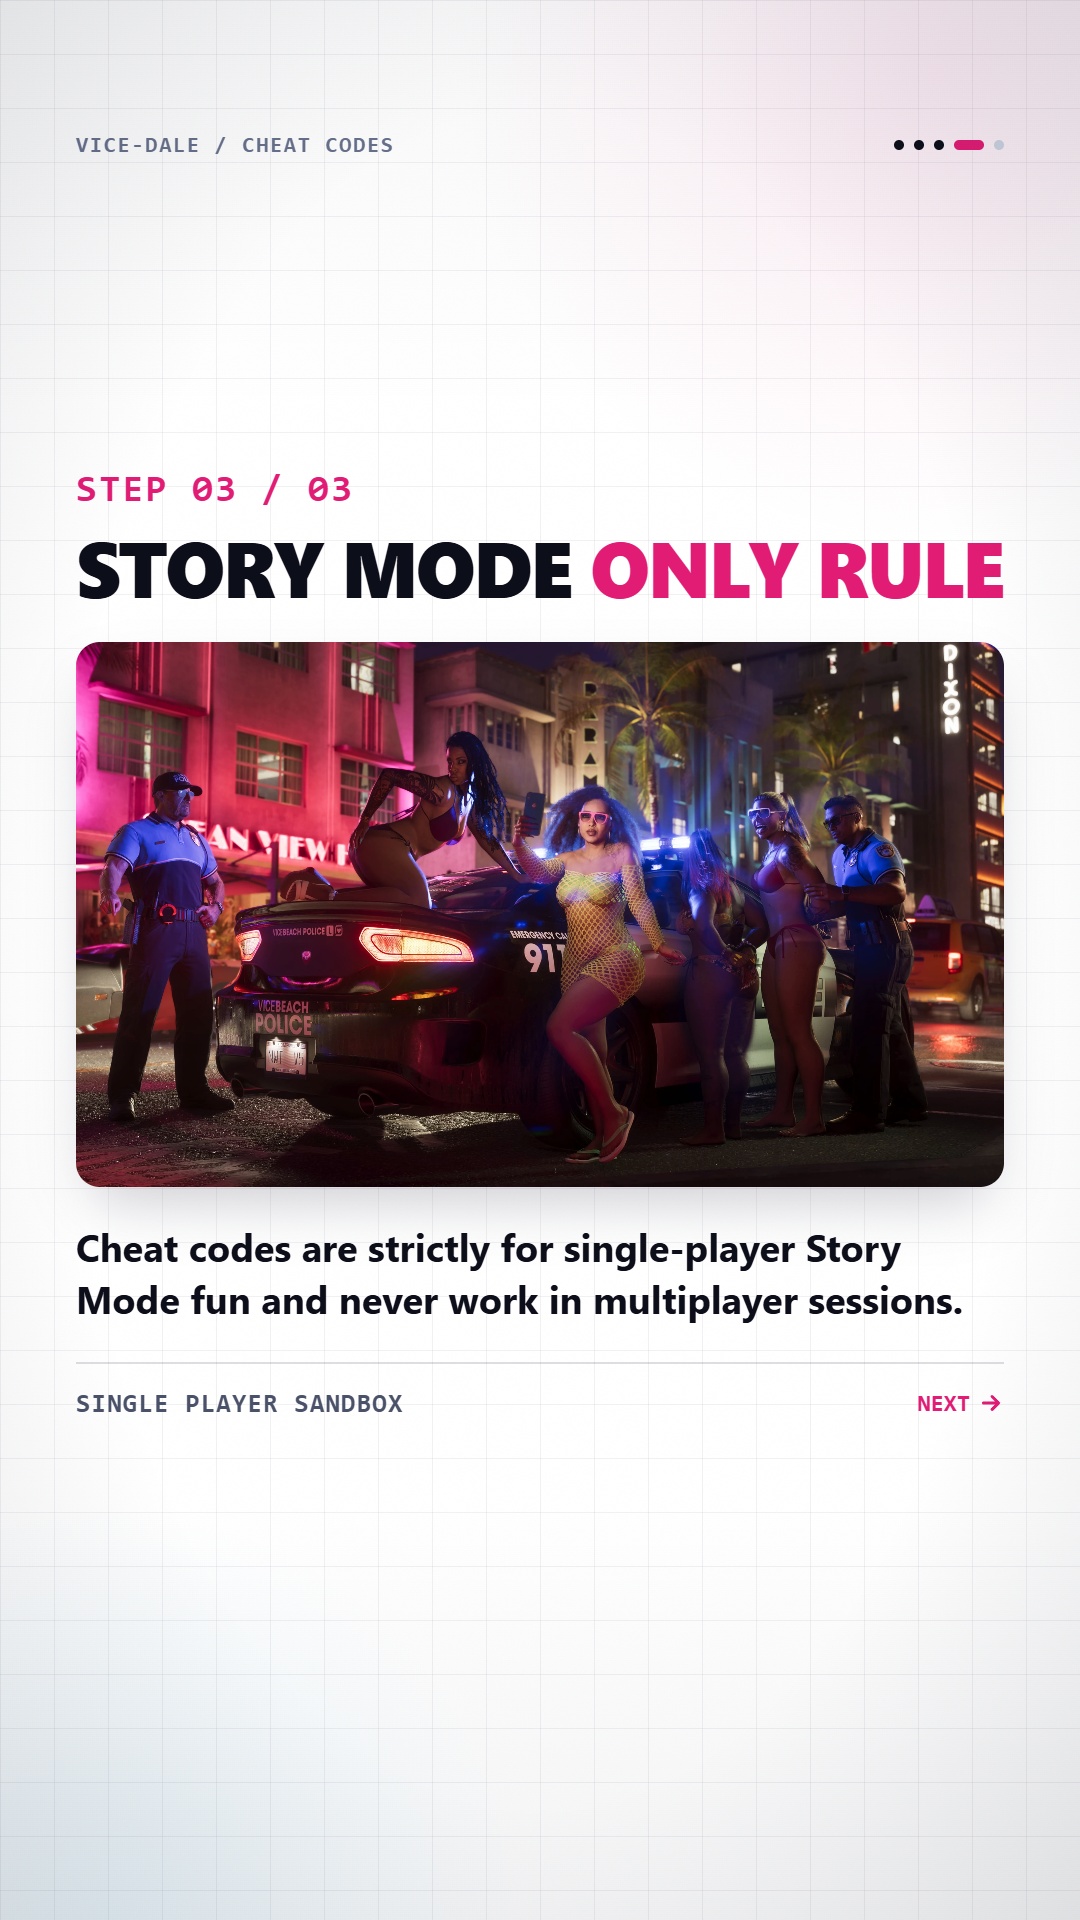 VICE-DALE / CHEAT CODES
STEP 03 / 03
STORY MODE ONLY RULE
DIXON
POL
EAN VIEW H
VICEBEACH POLICE
EMERGENCY CA
911
VICEBEACH
POLICE
Cheat codes are strictly for single-player Story
Mode fun and never work in multiplayer sessions.
SINGLE PLAYER SANDBOX
NEXT →